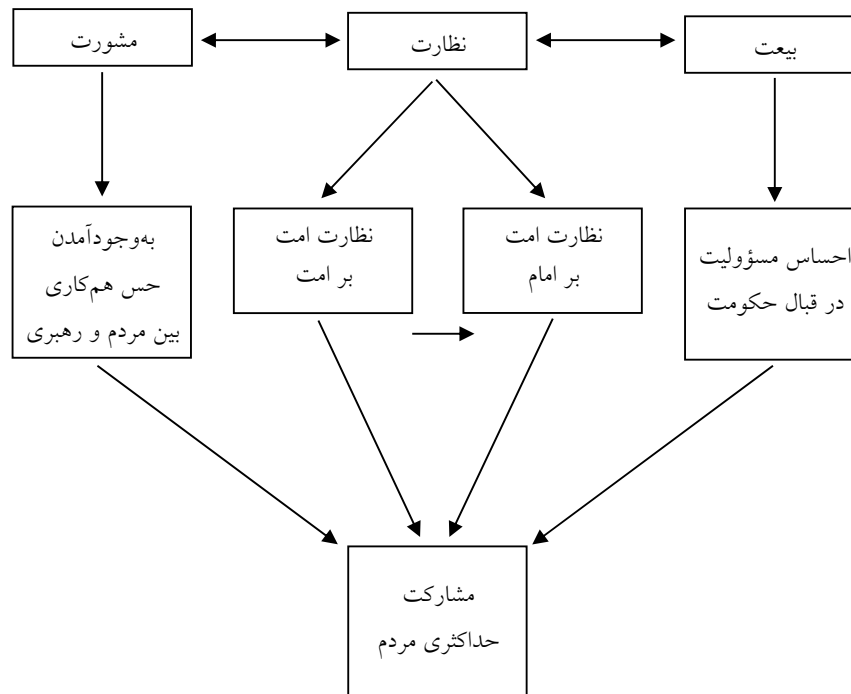 بیعت
نظارت
مشورت
احساس مسؤولیت
در قبال حکومت
نظارت امت
بر امام
نظارت امت
بر امت
به‌وجودآمدن
حس هم‌کاری
بین مردم و رهبری
مشارکت
حداکثری مردم